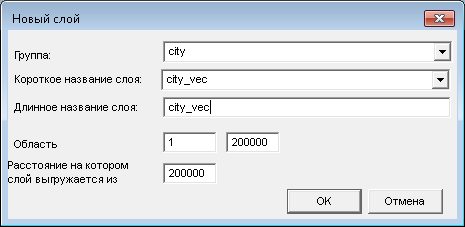 Новый слой
Группа: city
Короткое название слоя: city_vec
Длинное название слоя: city_vec
Область 1 200000
Расстояние на котором
слой выгружается из 200000
OK Отмена